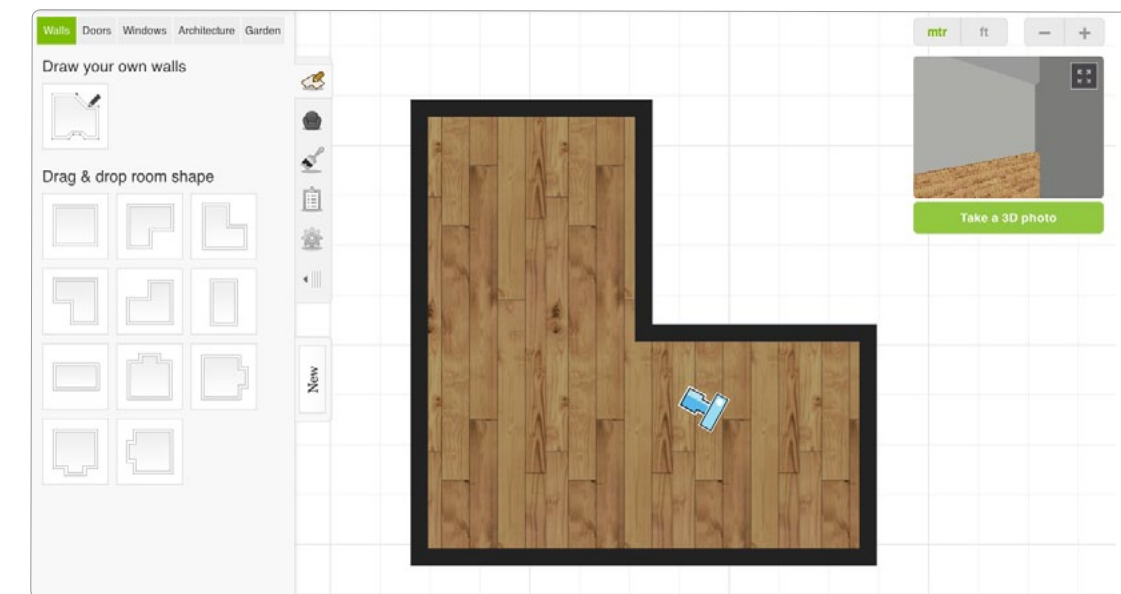 Walls Doors Windows Architecture Garden
Draw your own walls
Drag & drop room shape
New
mtr ft − +
Take a 3D photo